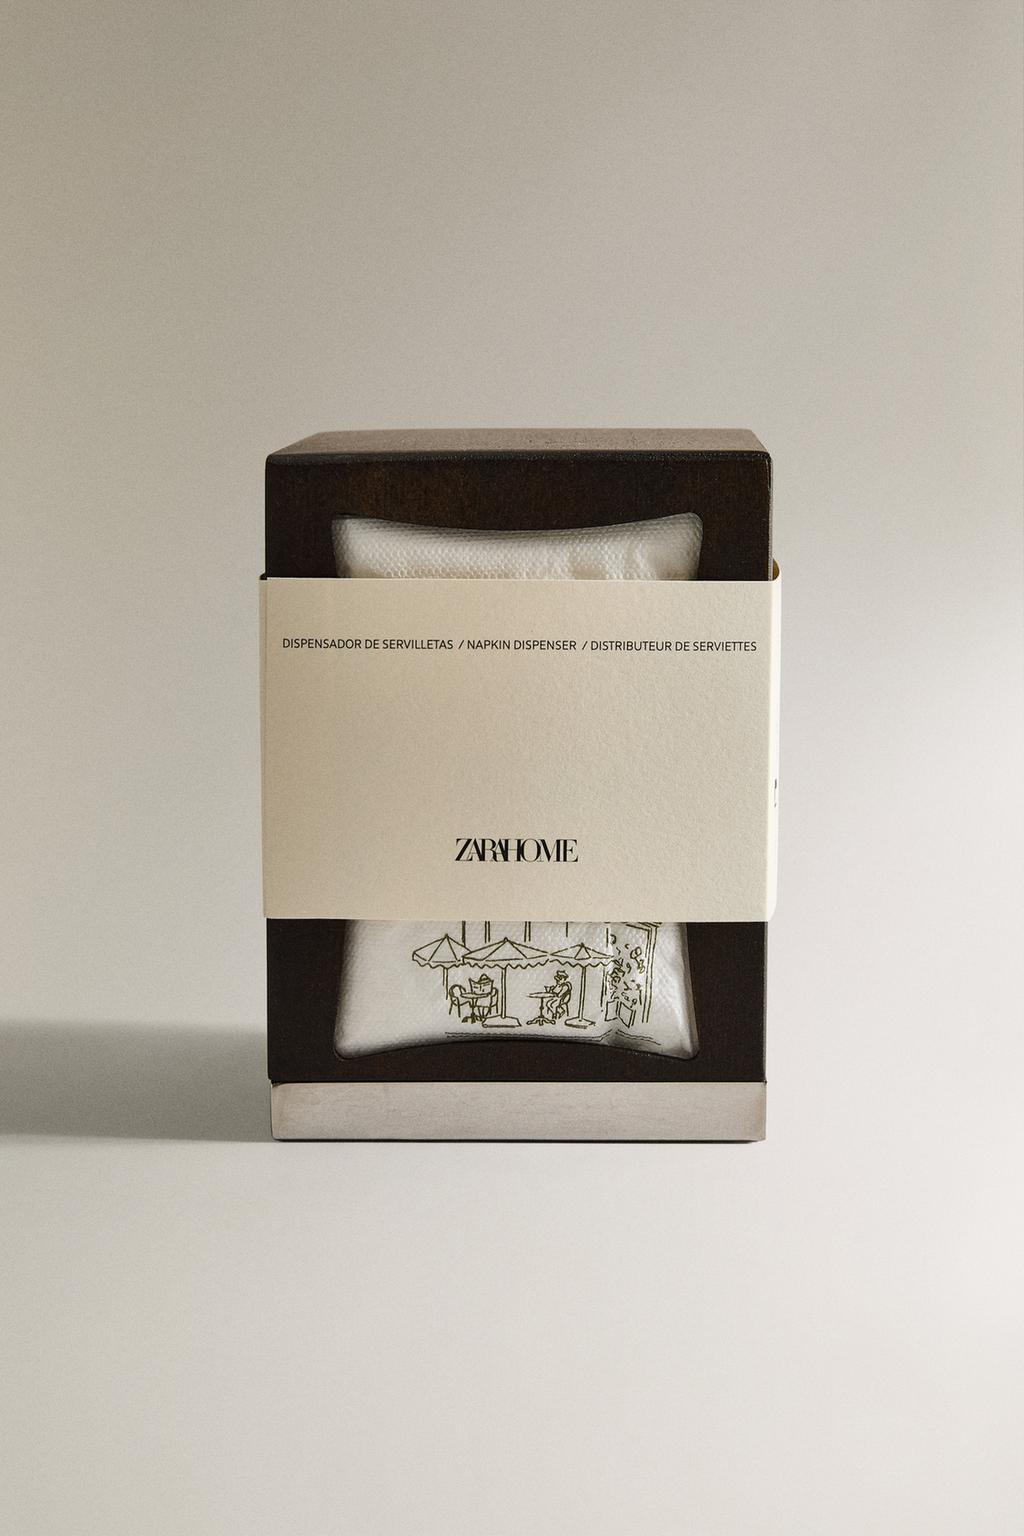 DISPENSADOR DE SERVILLETAS / NAPKIN DISPENSER / DISTRIBUTEUR DE SERVIETTES
ZARAHOME